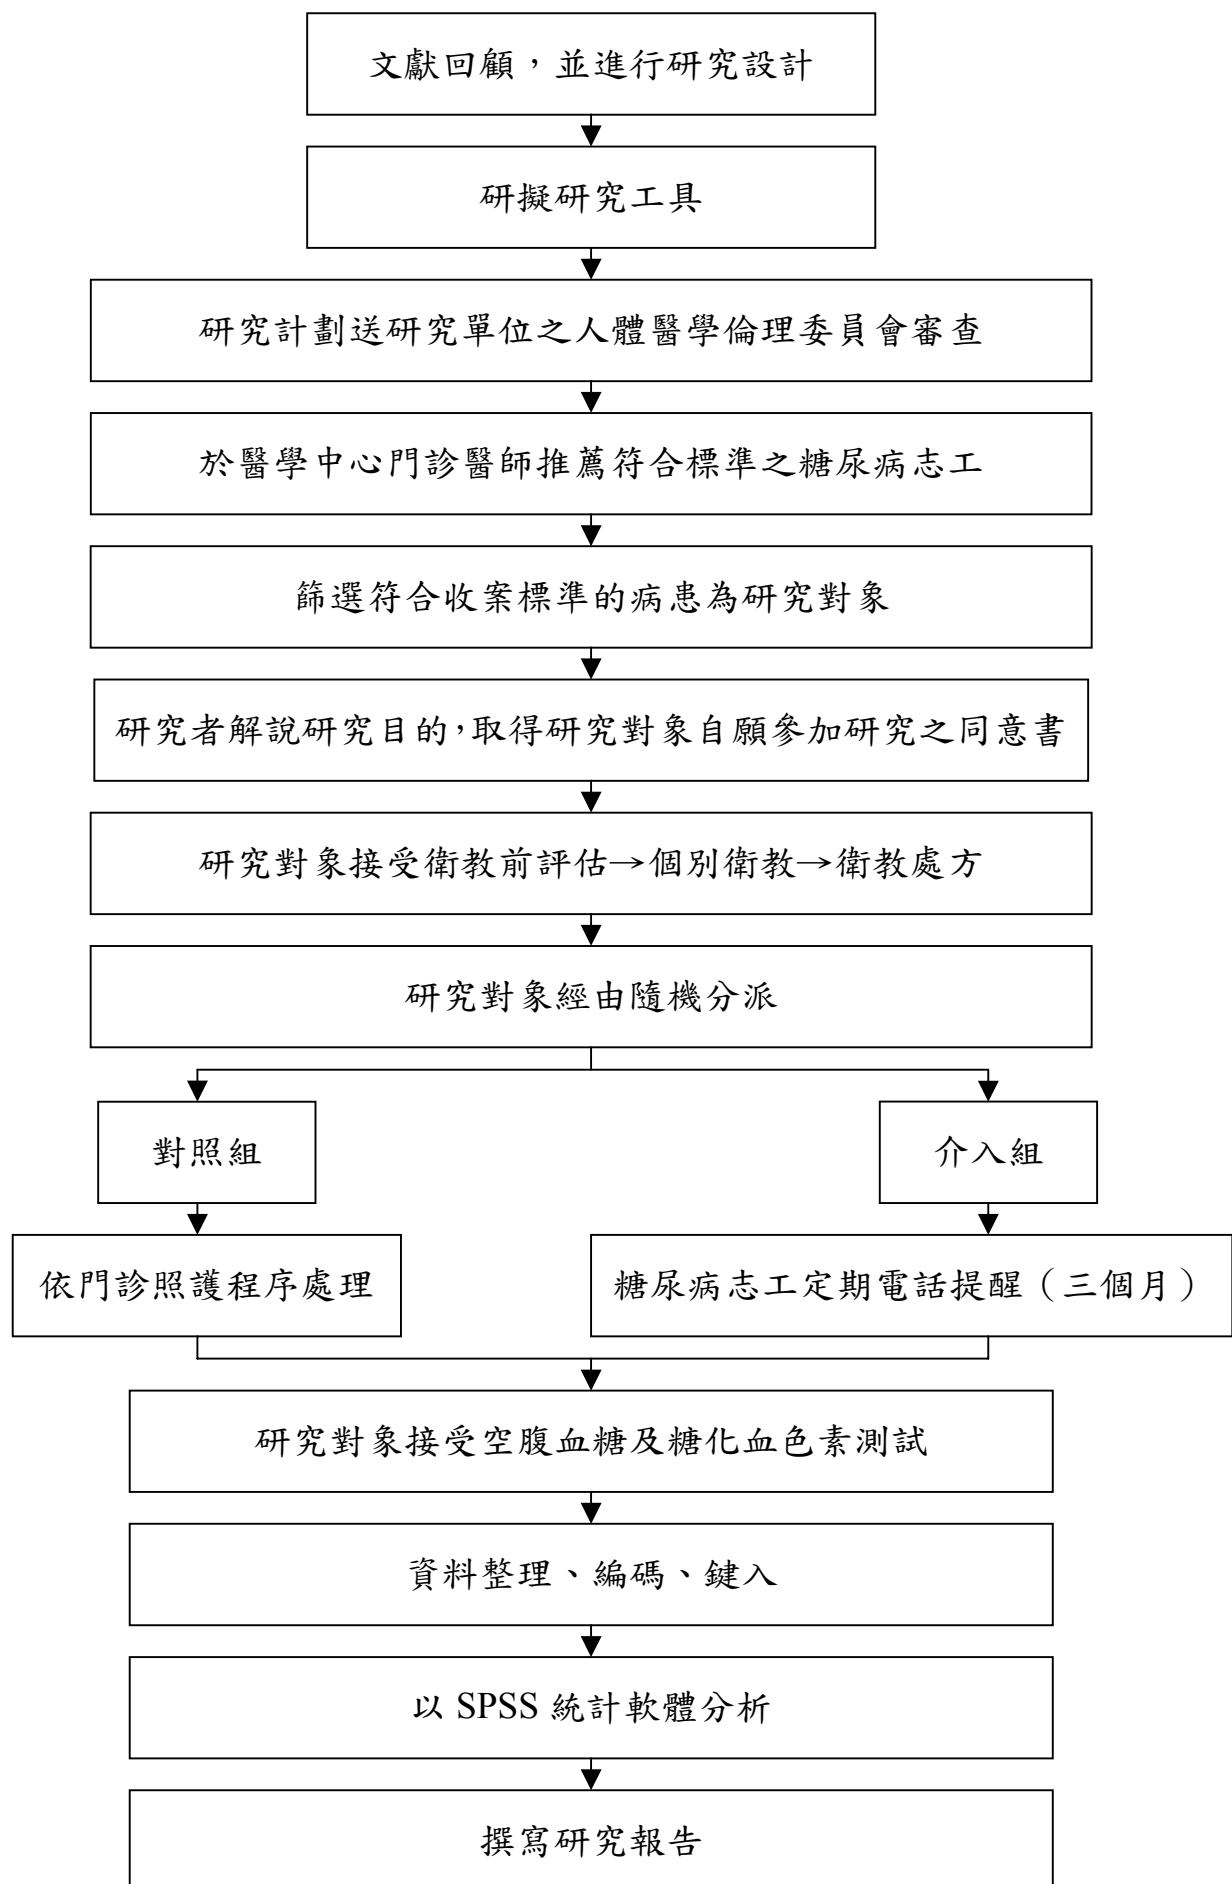 文獻回顧，並進行研究設計
研擬研究工具
研究計劃送研究單位之人體醫學倫理委員會審查
於醫學中心門診醫師推薦符合標準之糖尿病志工
篩選符合收案標準的病患為研究對象
研究者解說研究目的，取得研究對象自願參加研究之同意書
研究對象接受衛教前評估→個別衛教→衛教處方
研究對象經由隨機分派
對照組
介入組
依門診照護程序處理
糖尿病志工定期電話提醒（三個月）
研究對象接受空腹血糖及糖化血色素測試
資料整理、編碼、鍵入
以 SPSS 統計軟體分析
撰寫研究報告